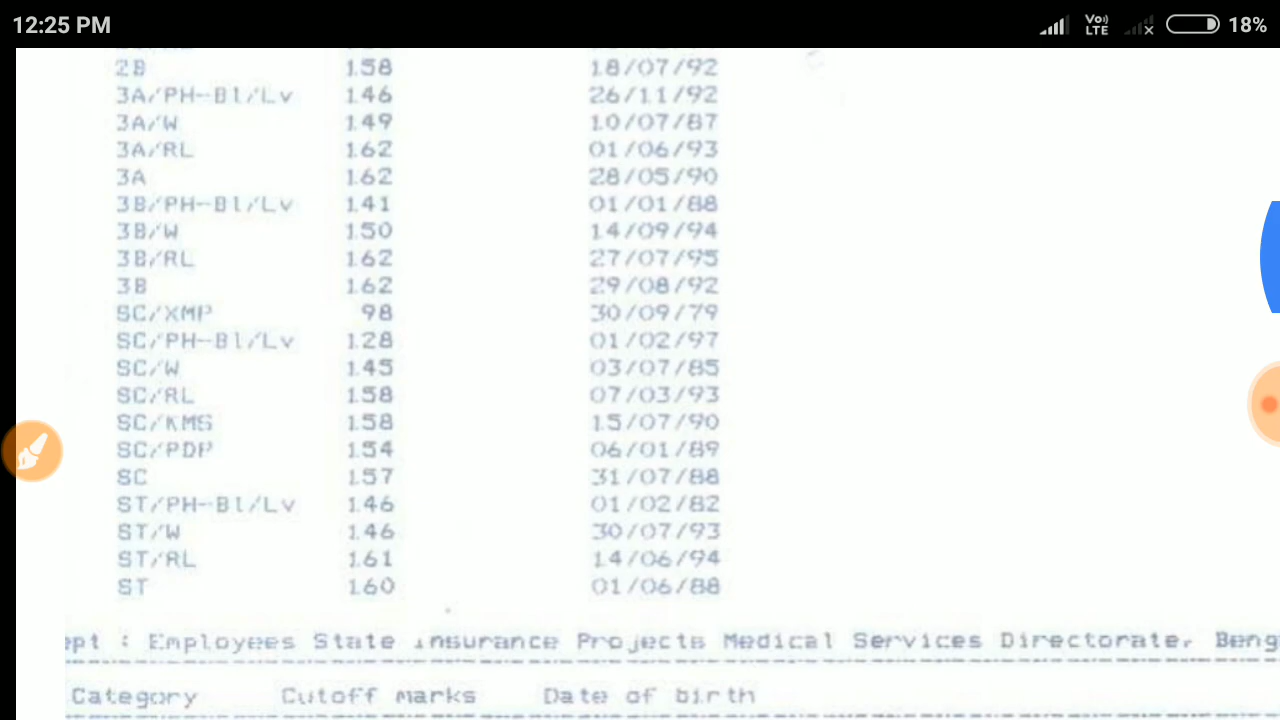 12:25 PM Vo)) LTE 18%
2B 158 18/07/92
3A/PH-Bl/Lv 146 26/11/92
3A/W 149 10/07/87
3A/RL 162 01/06/93
3A 162 28/05/90
3B/PH-Bl/Lv 141 01/01/88
3B/W 150 14/09/94
3B/RL 162 27/07/95
3B 162 29/08/92
SC/XMP 98 30/09/79
SC/PH-Bl/Lv 128 01/02/97
SC/W 145 03/07/85
SC/RL 158 07/03/93
SC/KMS 158 15/07/90
SC/PDP 154 06/01/89
SC 157 31/07/88
ST/PH-Bl/Lv 146 01/02/82
ST/W 146 30/07/93
ST/RL 161 14/06/94
ST 160 01/06/88
ept : Employees State insurance Projects Medical Services Directorate, Beng
Category Cutoff marks Date of birth